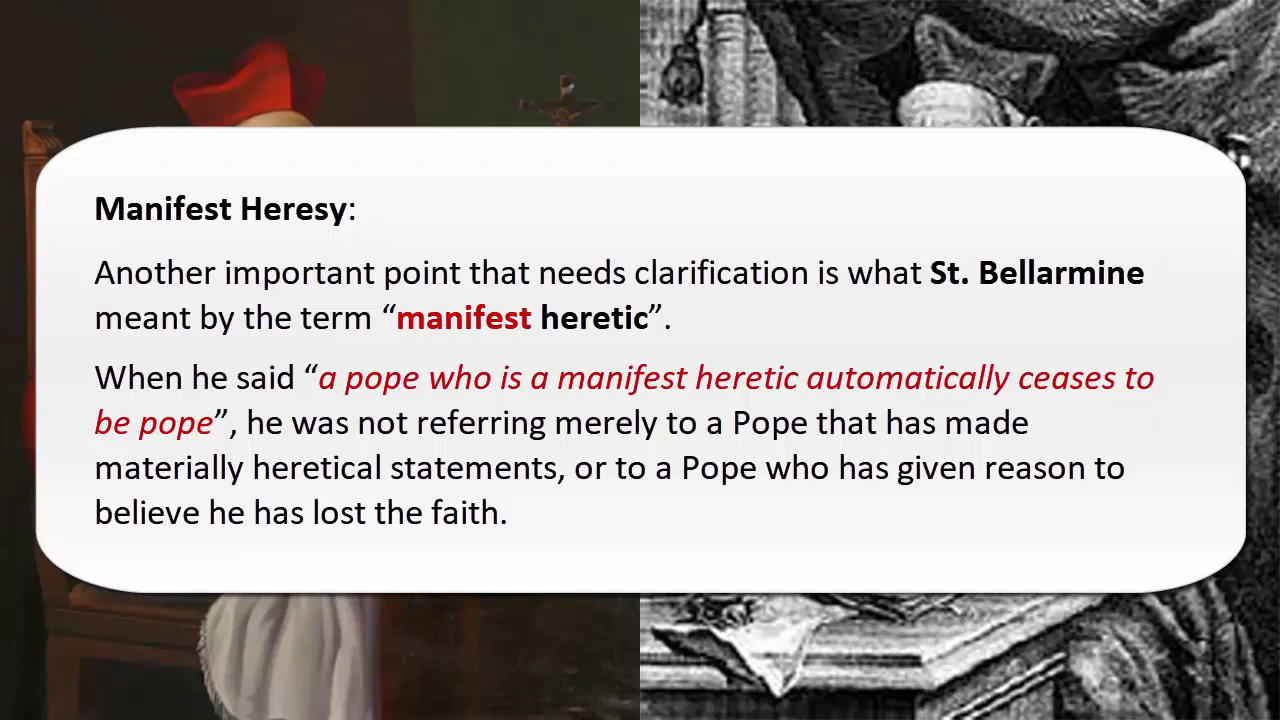 Manifest Heresy:
Another important point that needs clarification is what St. Bellarmine
meant by the term “manifest heretic”.
When he said “a pope who is a manifest heretic automatically ceases to
be pope”, he was not referring merely to a Pope that has made
materially heretical statements, or to a Pope who has given reason to
believe he has lost the faith.